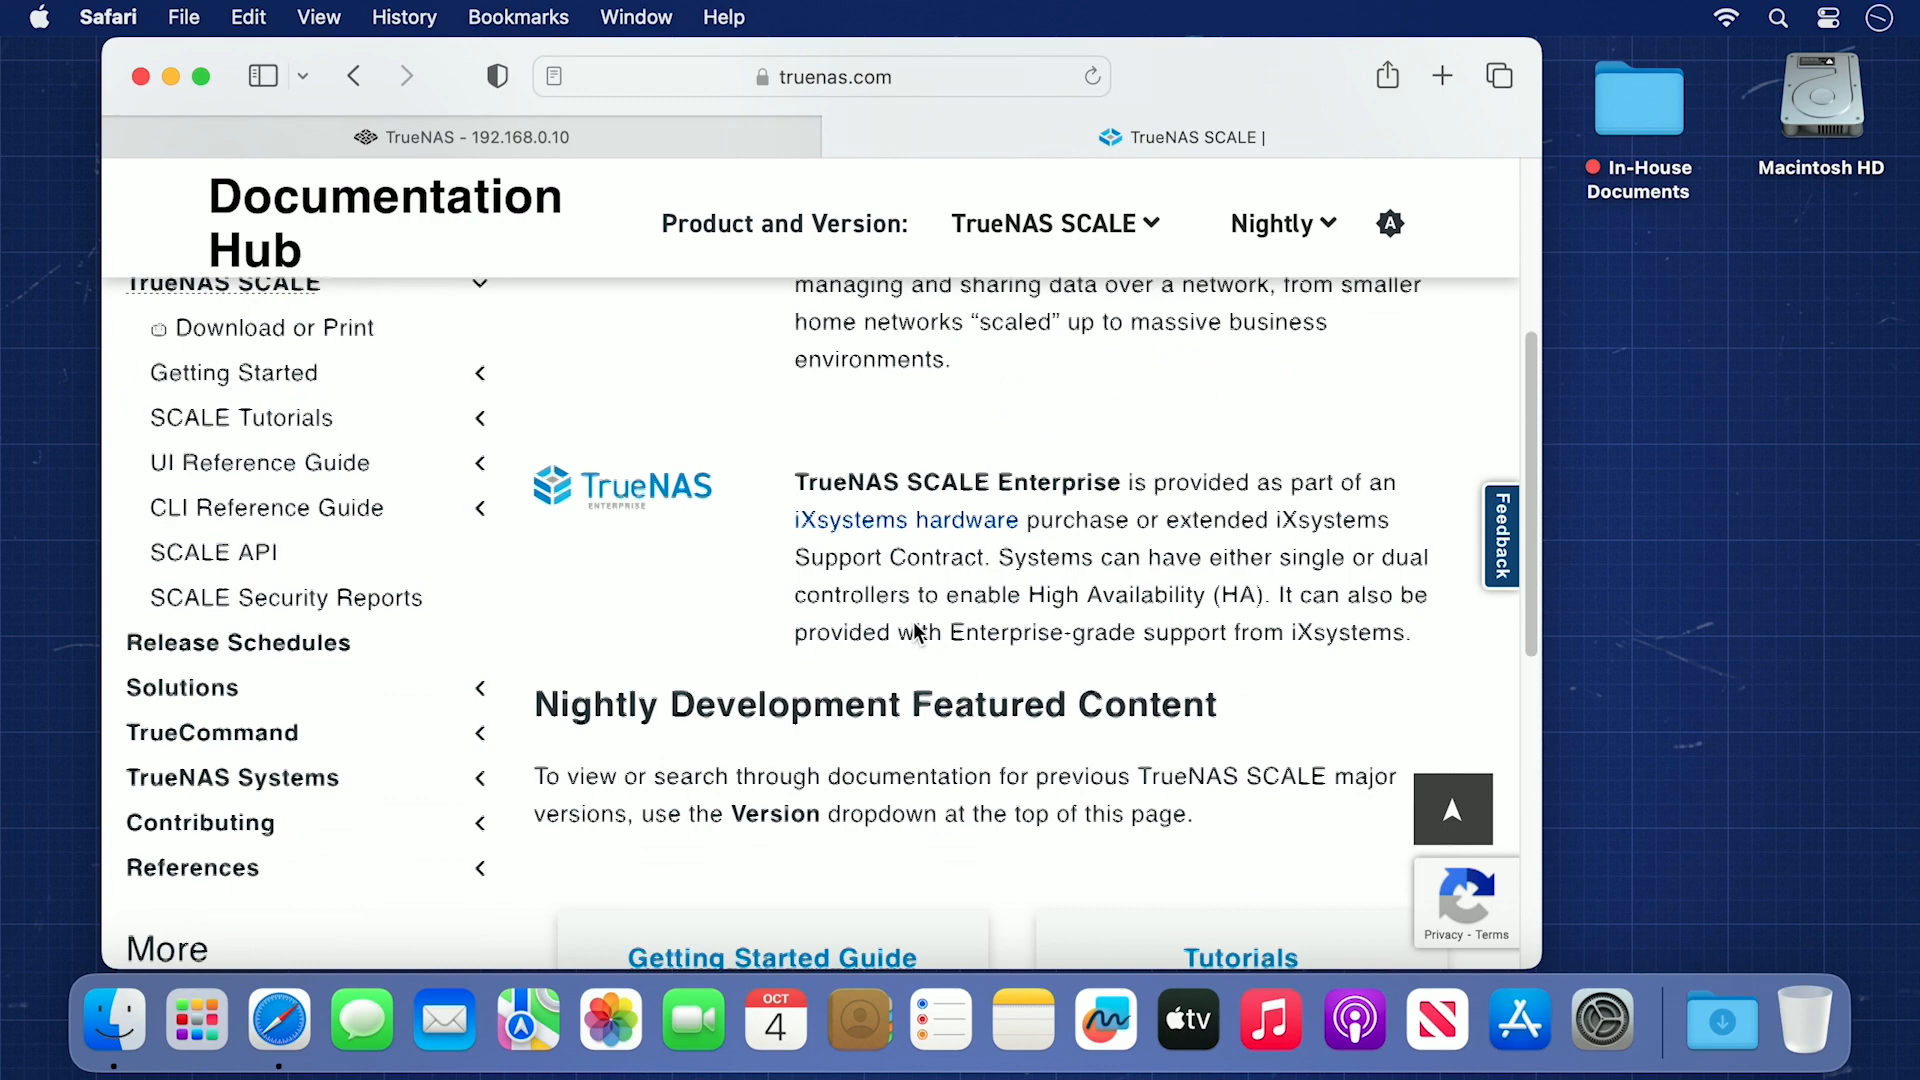 Safari File Edit View History Bookmarks Window Help
truenas.com
TrueNAS - 192.168.0.10
TrueNAS SCALE |
In-House
Documents
Macintosh HD
Documentation
Hub
Product and Version: TrueNAS SCALE Nightly A
TrueNAS SCALE
Download or Print
Getting Started
SCALE Tutorials
UI Reference Guide
CLI Reference Guide
SCALE API
SCALE Security Reports
Release Schedules
Solutions
TrueCommand
TrueNAS Systems
Contributing
References
More
managing and sharing data over a network, from smaller
home networks “scaled” up to massive business
environments.
TrueNAS
ENTERPRISE
TrueNAS SCALE Enterprise is provided as part of an
iXsystems hardware purchase or extended iXsystems
Support Contract. Systems can have either single or dual
controllers to enable High Availability (HA). It can also be
provided with Enterprise-grade support from iXsystems.
Feedback
Nightly Development Featured Content
To view or search through documentation for previous TrueNAS SCALE major
versions, use the Version dropdown at the top of this page.
Privacy - Terms
Getting Started Guide
Tutorials
OCT
4
tv